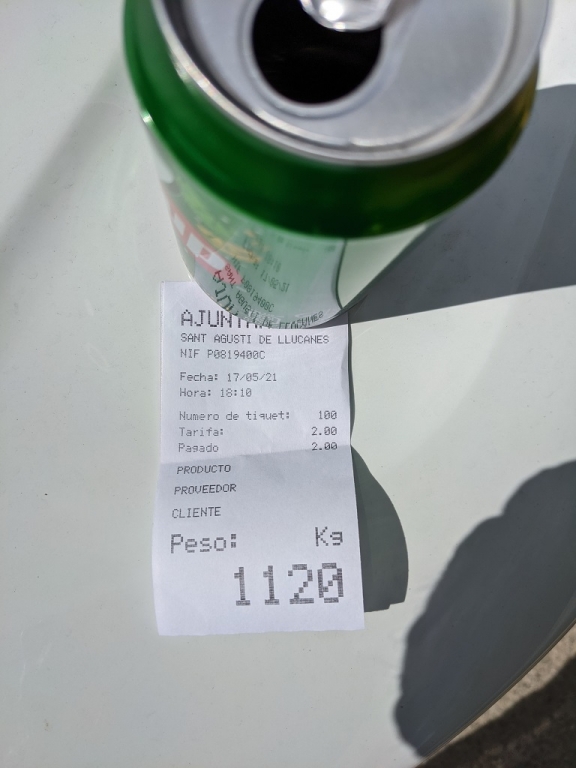 SANT AGUSTI DE LLUCANES
NIF P0819400C
Fecha: 17/05/21
Hora: 18:10
Numero de tiquet: 100
Tarifa: 2.00
Pagado 2.00
PRODUCTO
PROVEEDOR
CLIENTE
Peso: Kg
1120